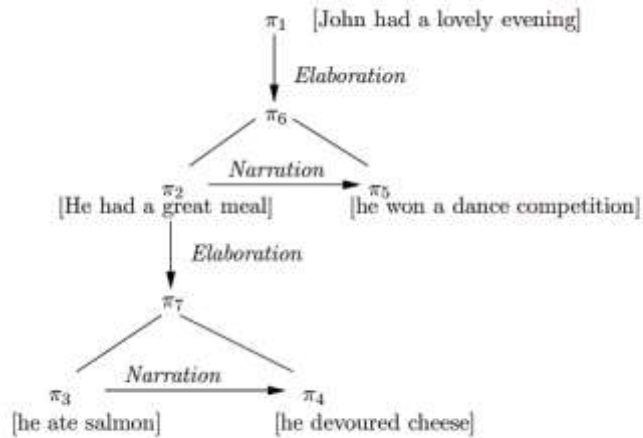 π1 [John had a lovely evening]
Elaboration
π6
Narration
π2 π5
[He had a great meal] [he won a dance competition]
Elaboration
π7
Narration
π3 π4
[he ate salmon] [he devoured cheese]